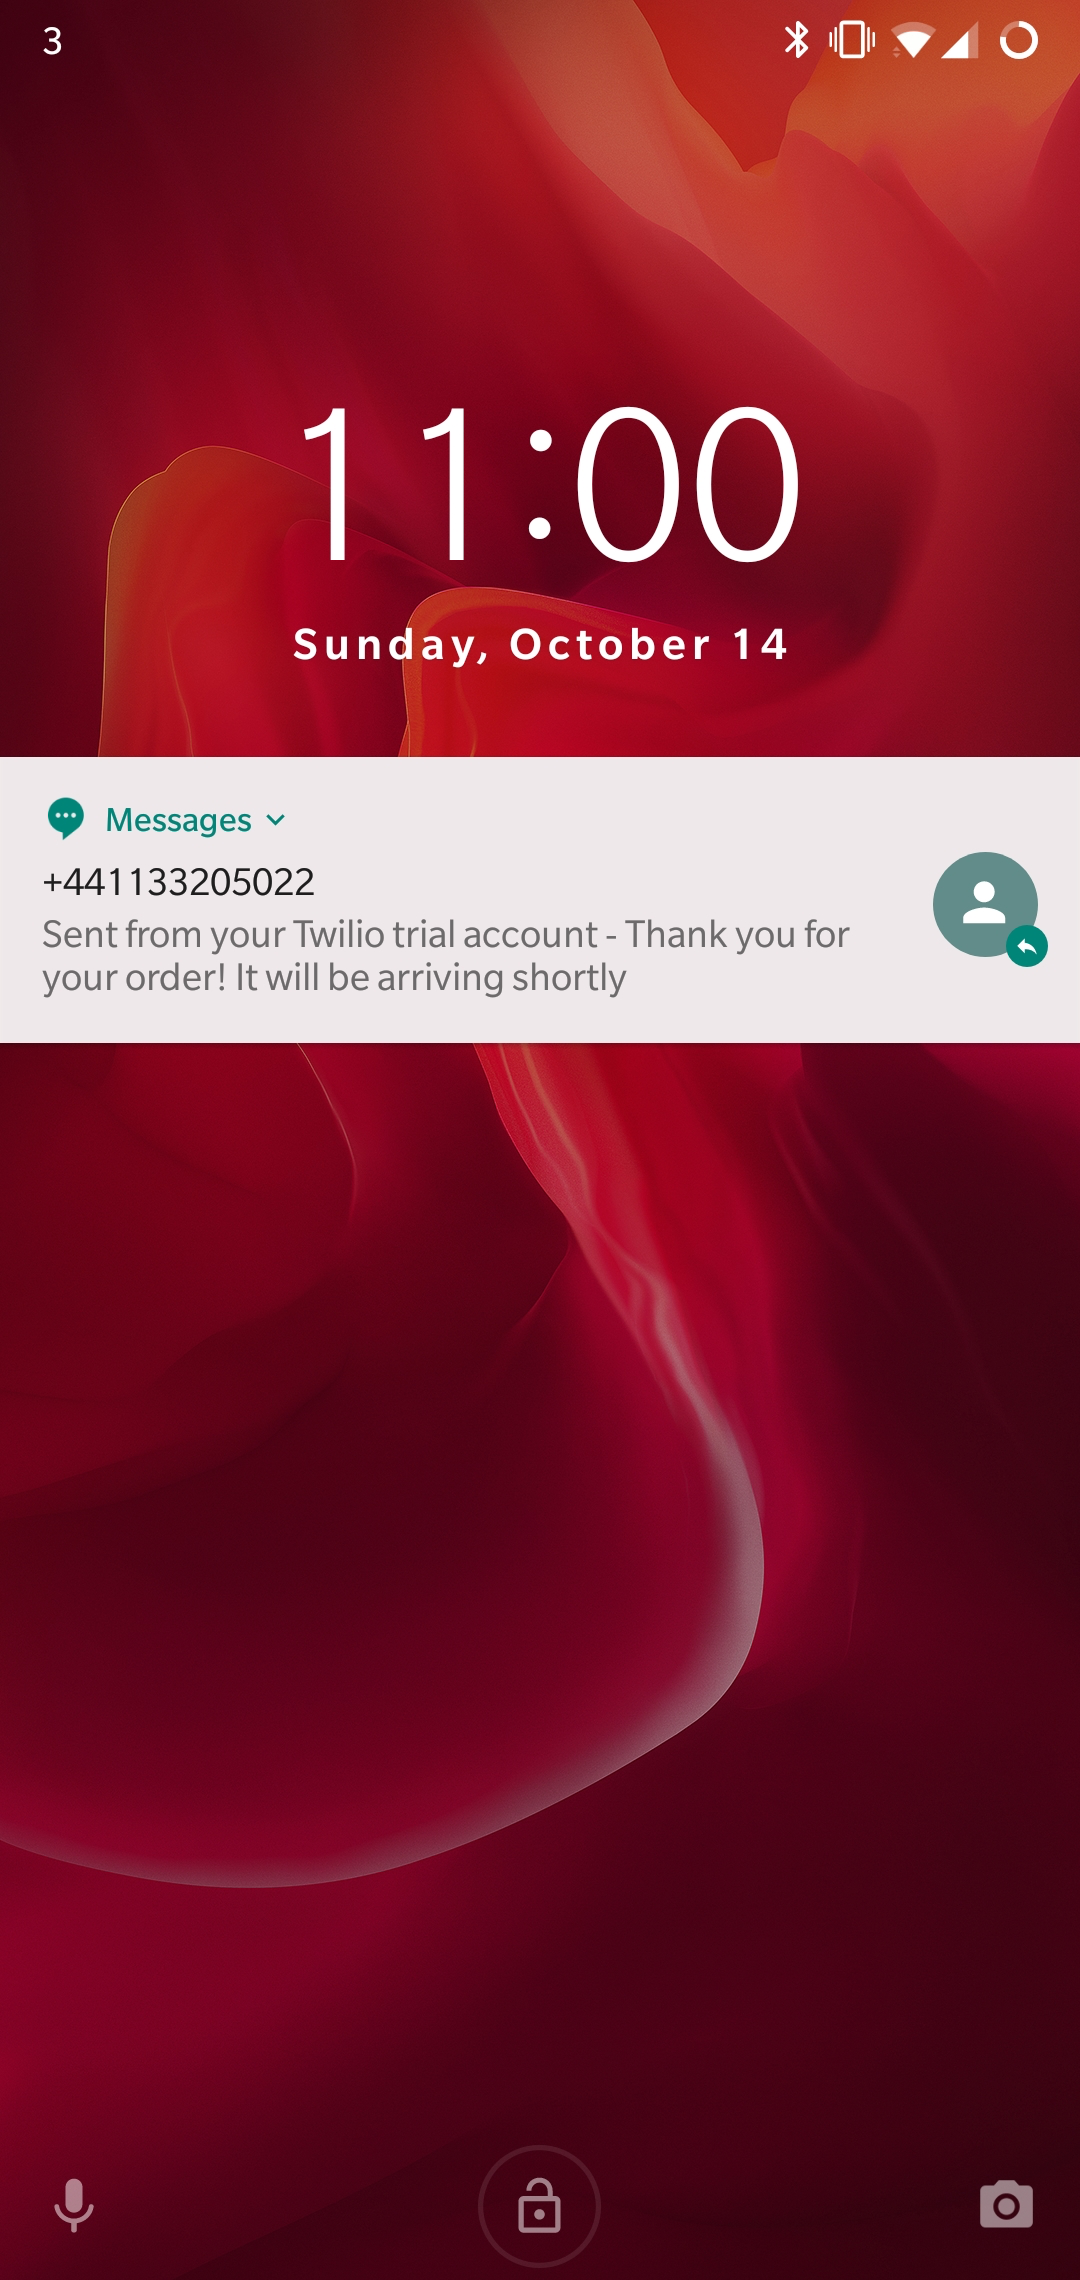 3
11:00
Sunday, October 14
Messages
+441133205022
Sent from your Twilio trial account - Thank you for
your order! It will be arriving shortly